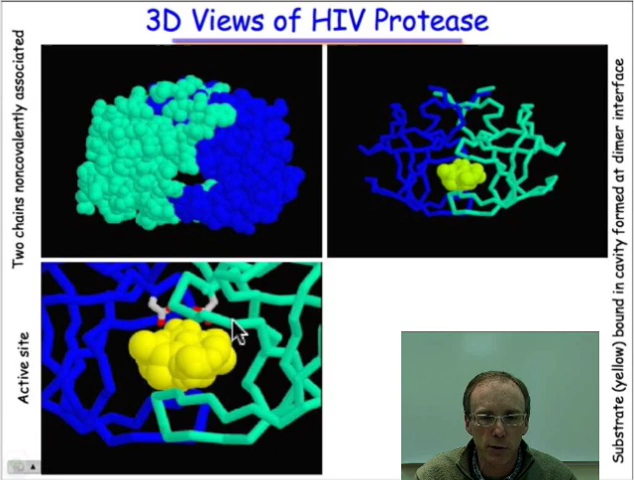 3D Views of HIV Protease
Two chains noncovalently associated
Substrate (yellow) bound in cavity formed at dimer interface
Active site